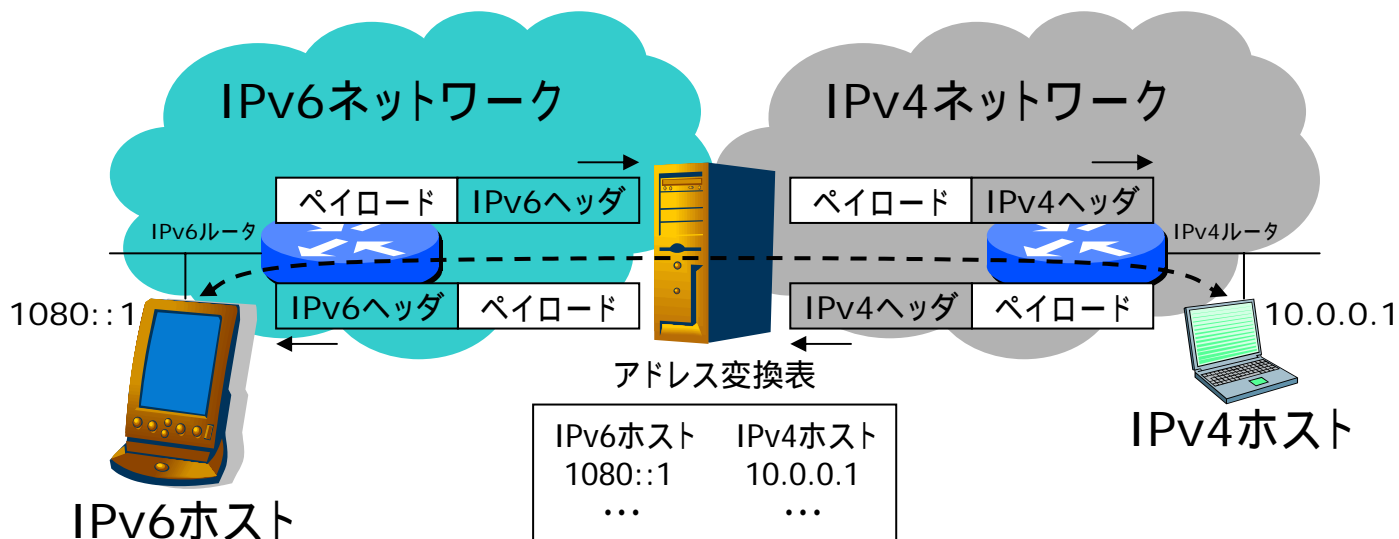 IPv6ネットワーク
IPv4ネットワーク
ペイロード IPv6ヘッダ
ペイロード IPv4ヘッダ
IPv6ルータ
IPv4ルータ
IPv6ヘッダ ペイロード
IPv4ヘッダ ペイロード
1080::1
10.0.0.1
アドレス変換表
IPv6ホスト IPv4ホスト
1080::1 10.0.0.1
… …
IPv4ホスト
IPv6ホスト